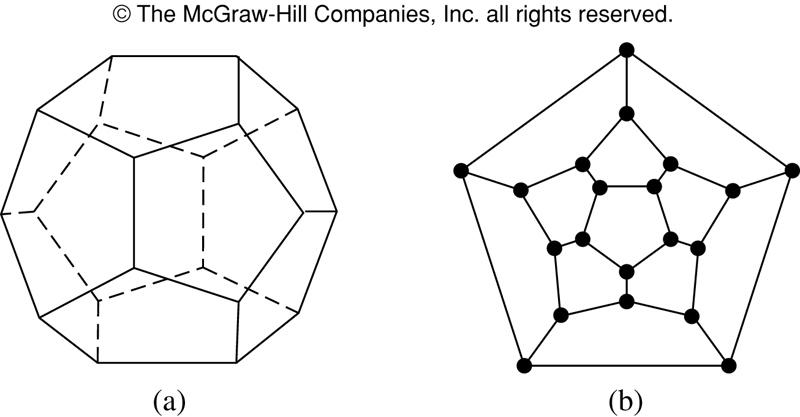 © The McGraw-Hill Companies, Inc. all rights reserved.
(a) (b)